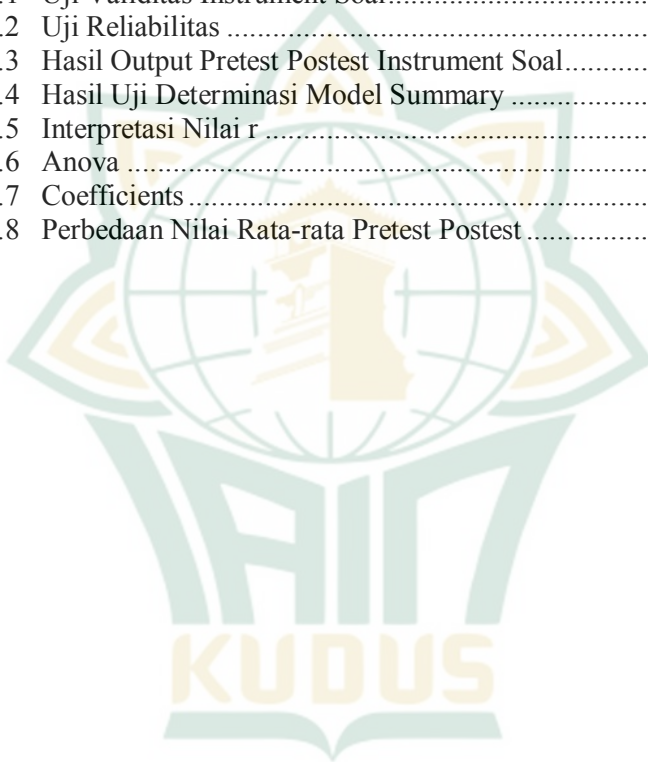 .1 Uji Validitas Instrument Soal..................................
.2 Uji Reliabilitas ............................................................
.3 Hasil Output Pretest Postest Instrument Soal............
.4 Hasil Uji Determinasi Model Summary ...................
.5 Interpretasi Nilai r ......................................................
.6 Anova .........................................................................
.7 Coefficients ................................................................
.8 Perbedaan Nilai Rata-rata Pretest Postest .................
IAIN
KUDUS